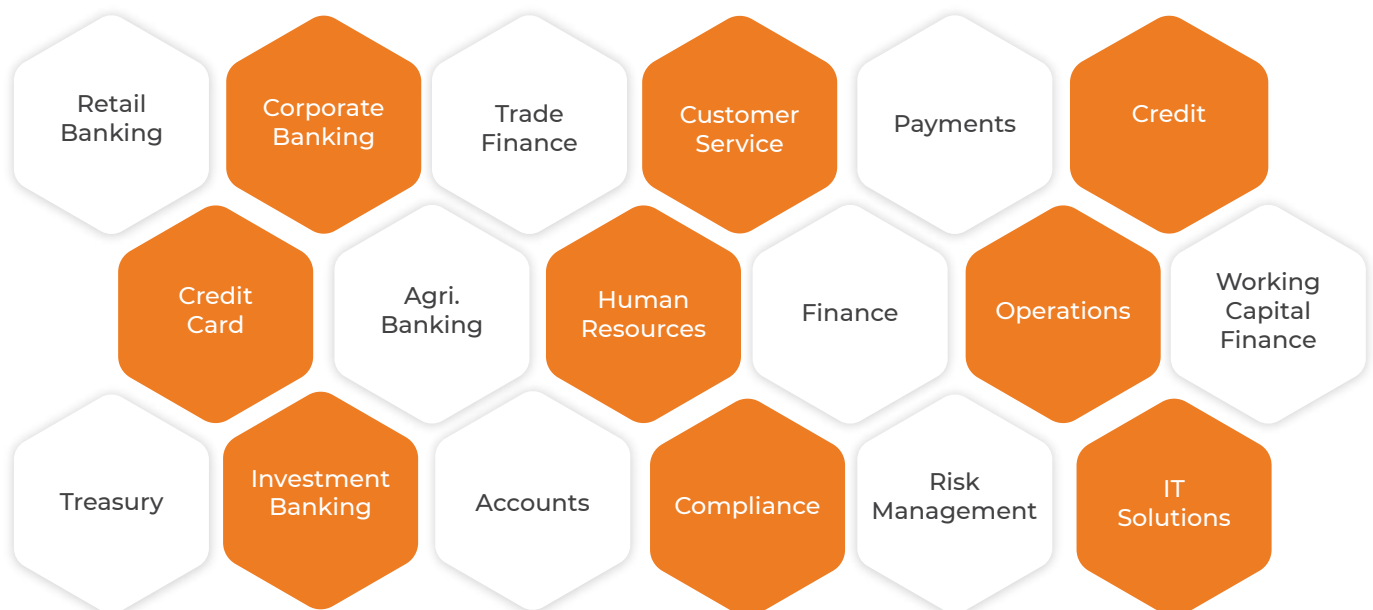 Retail
Banking
Corporate
Banking
Trade
Finance
Customer
Service
Payments
Credit
Credit
Card
Agri.
Banking
Human
Resources
Finance
Operations
Working
Capital
Finance
Treasury
Investment
Banking
Accounts
Compliance
Risk
Management
IT
Solutions